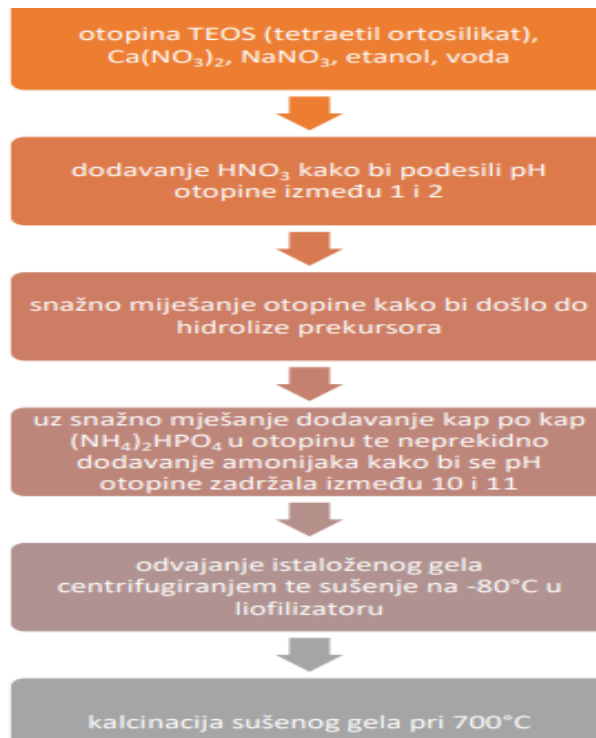 otopina TEOS (tetraetil ortosilikat),
Ca(NO₃)₂, NaNO₃, etanol, voda
dodavanje HNO₃ kako bi podesili pH
otopine između 1 i 2
snažno miješanje otopine kako bi došlo do
hidrolize prekursora
uz snažno mješanje dodavanje kap po kap
(NH₄)₂HPO₄ u otopinu te neprekidno
dodavanje amonijaka kako bi se pH
otopine zadržala između 10 i 11
odvajanje istaloženog gela
centrifugiranjem te sušenje na -80°C u
liofilizatoru
kalcinacija sušenog gela pri 700°C